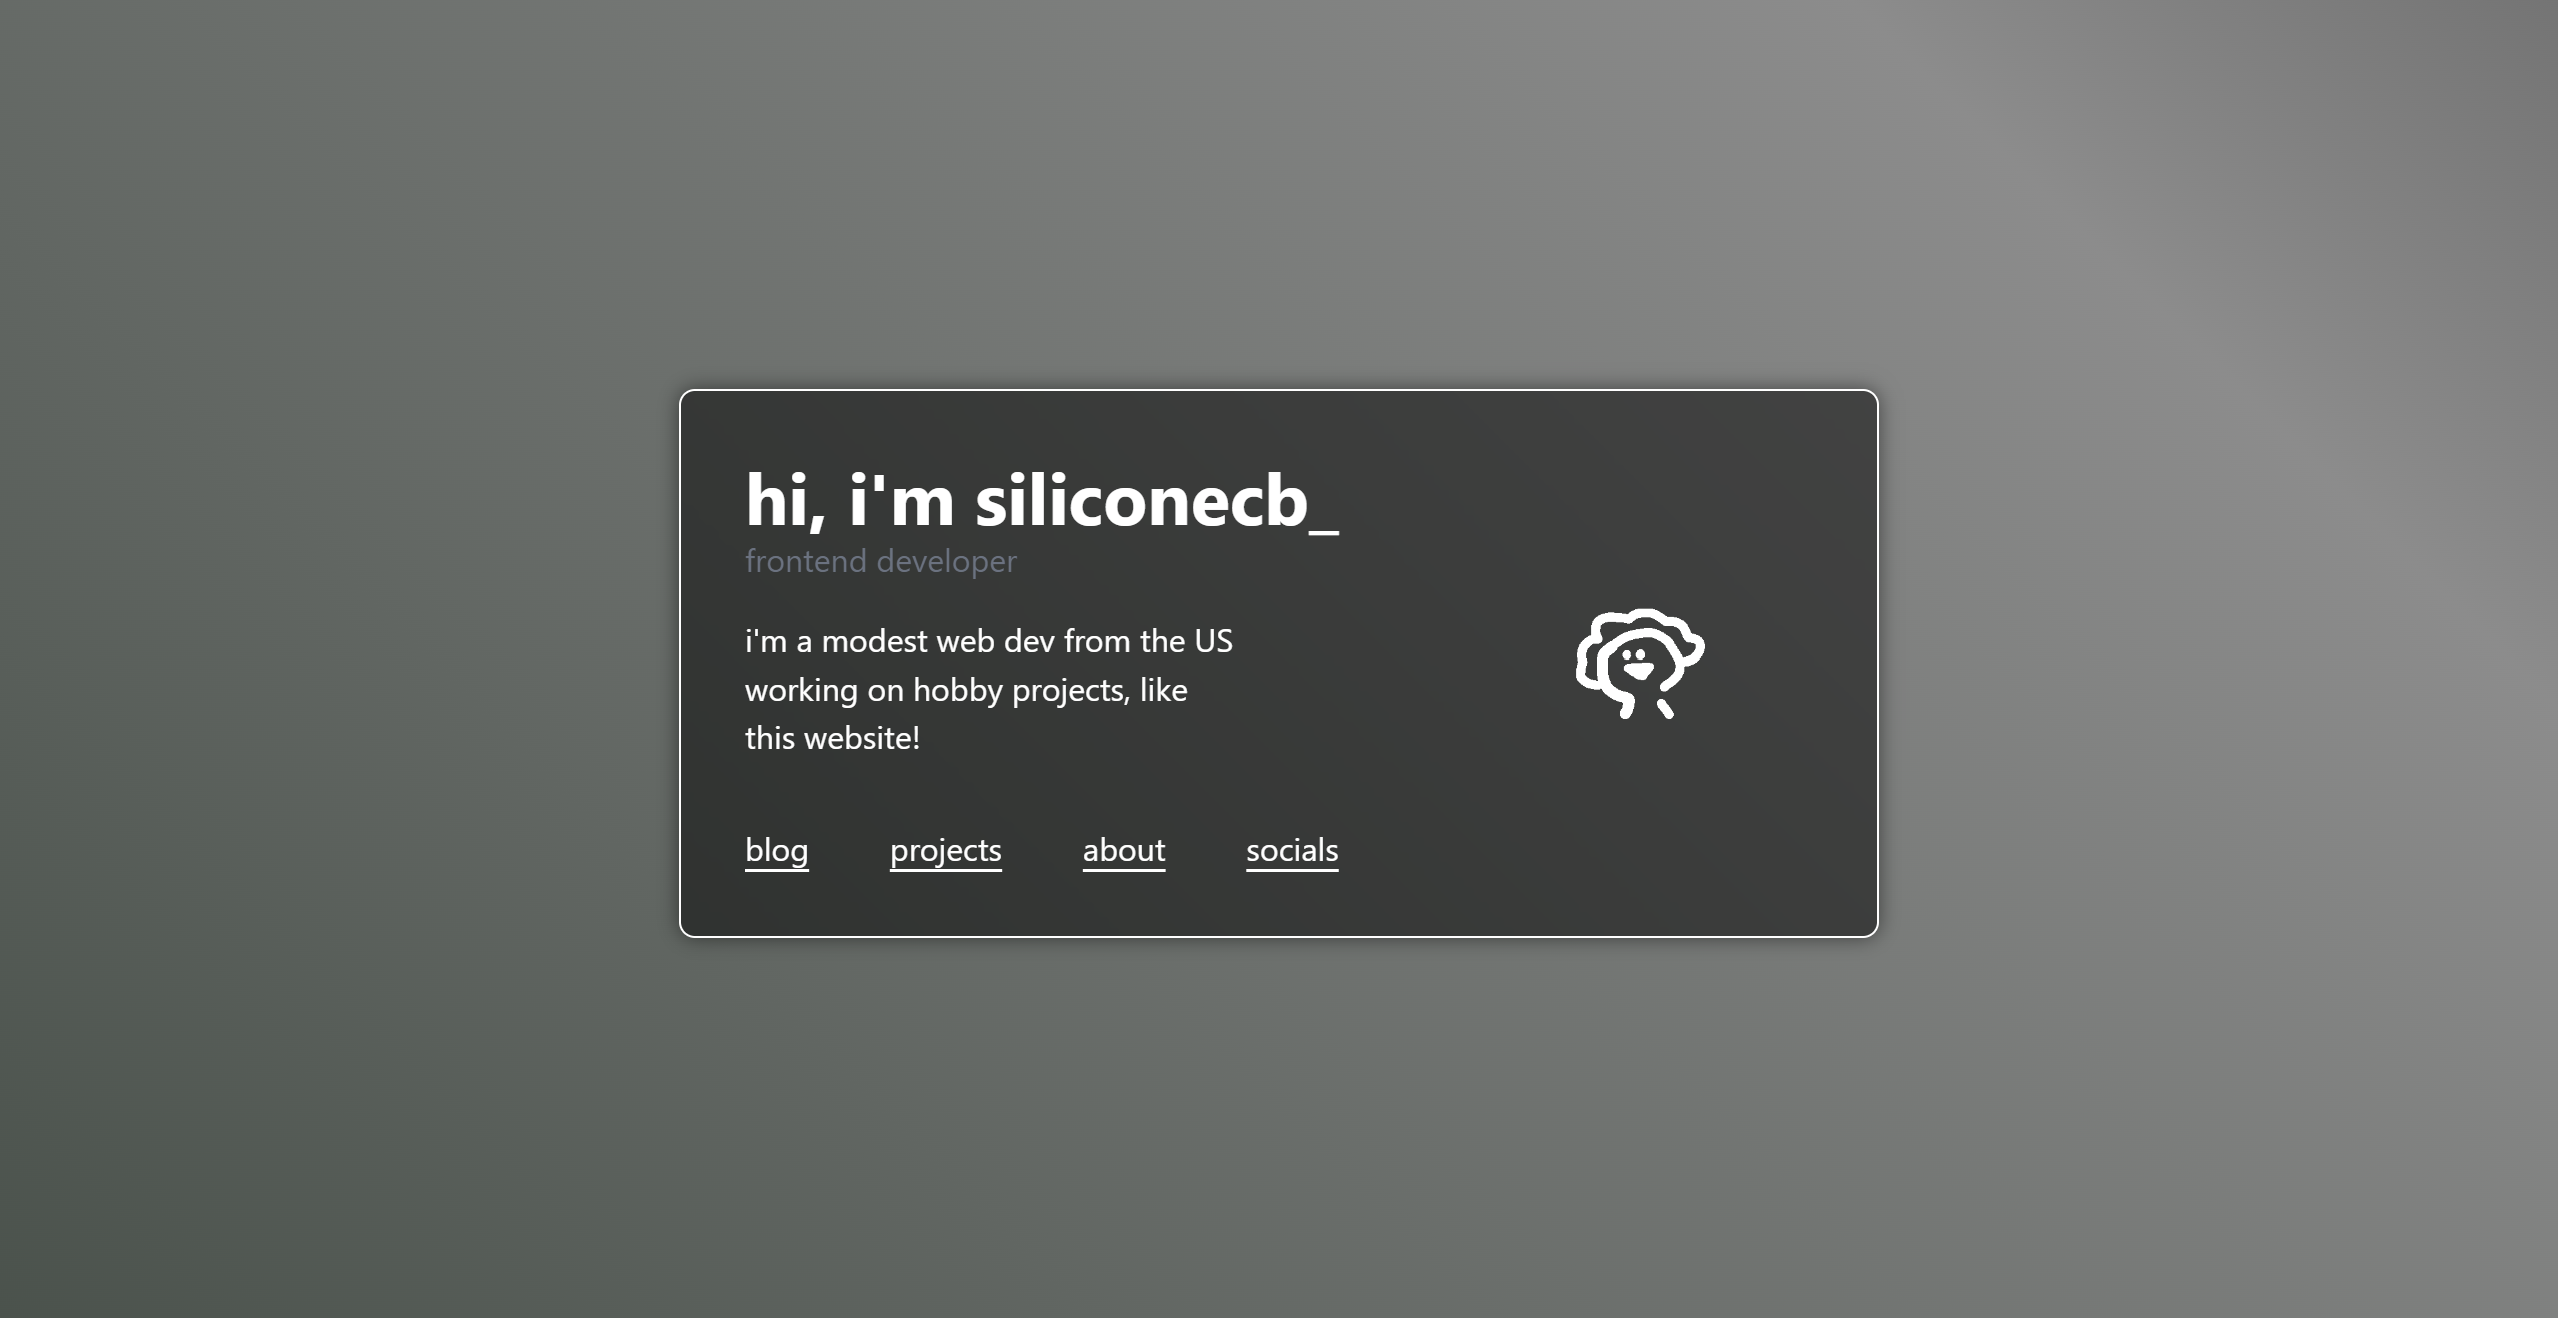 hi, i'm siliconecb_
frontend developer
i'm a modest web dev from the US
working on hobby projects, like
this website!
blog projects about socials